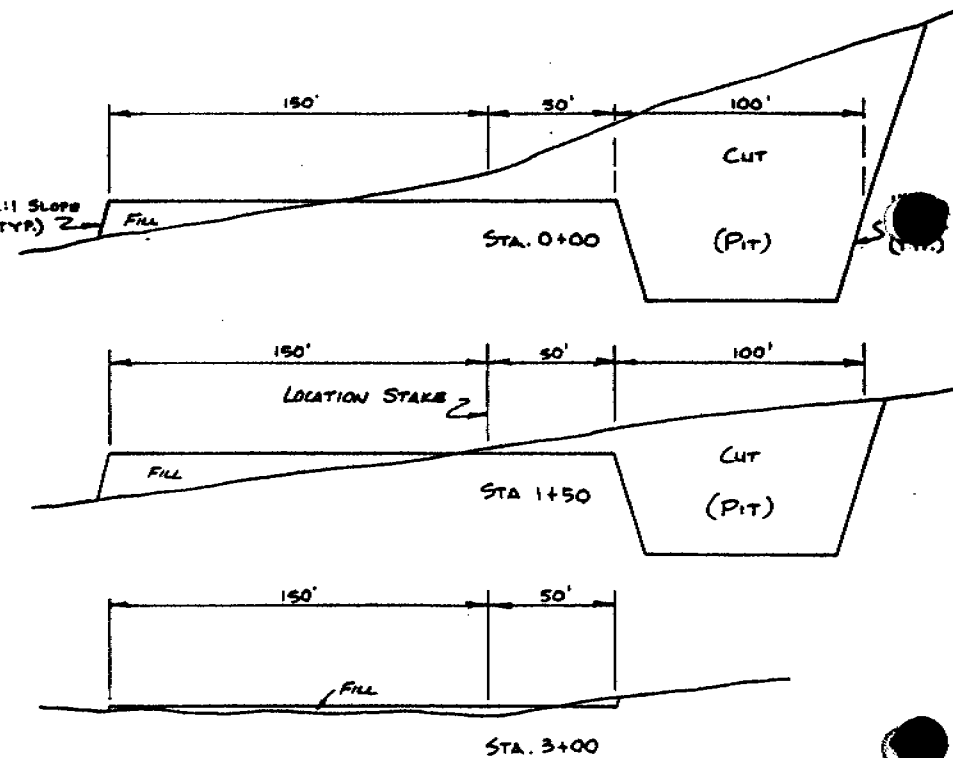 150' 50' 100'
CUT
1:1 SLOPE
TYP.) FILL
STA. 0+00 (PIT)
150' 50' 100'
LOCATION STAKE
FILL CUT
STA 1+50 (PIT)
150' 50'
FILL
STA. 3+00